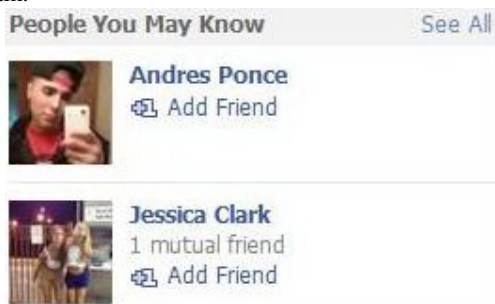 People You May Know See All
Andres Ponce
Add Friend
Jessica Clark
1 mutual friend
Add Friend